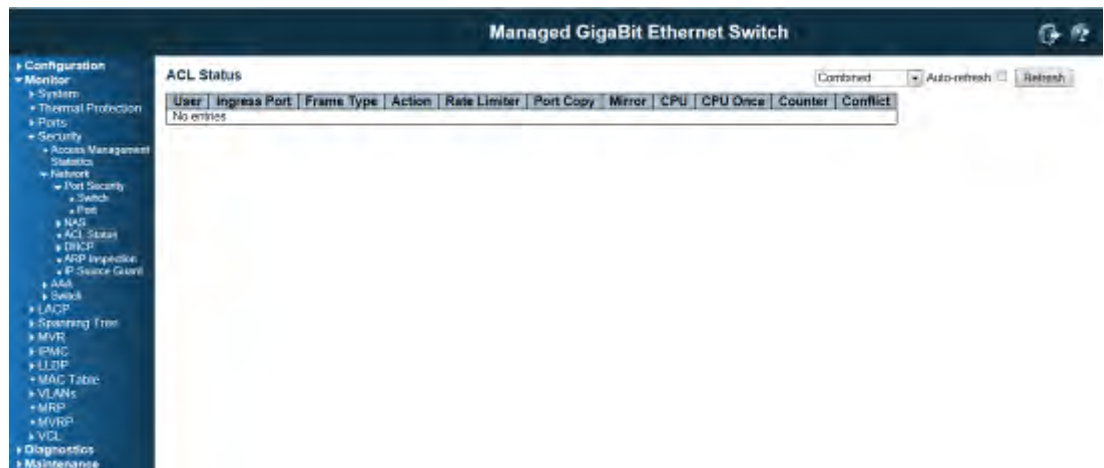 Managed GigaBit Ethernet Switch
Configuration
Monitor
System
Thermal Protection
Ports
Security
Access Management
Statistics
Network
Port Security
Switch
Port
NAS
ACL Status
DHCP
ARP Inspection
IP Source Guard
AAA
Switch
LACP
Spanning Tree
MVR
IPMC
LLDP
MAC Table
VLANs
MRP
MVRP
VCL
Diagnostics
Maintenance
ACL Status
Combined Auto-refresh Refresh
User Ingress Port Frame Type Action Rate Limiter Port Copy Mirror CPU CPU Once Counter Conflict
No entries